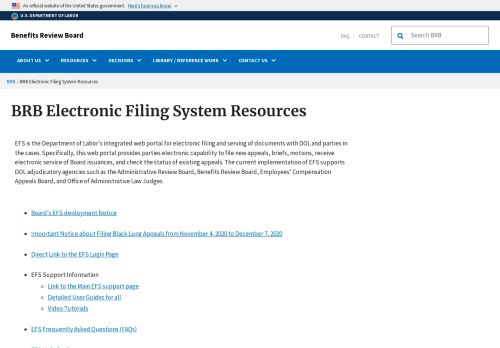 An official website of the United States government. Here's how you know
U.S. DEPARTMENT OF LABOR
Benefits Review Board
FAQ CONTACT
Search BRB
ABOUT US RESOURCES DECISIONS LIBRARY / REFERENCE WORK CONTACT US
BRB › BRB Electronic Filing System Resources
BRB Electronic Filing System Resources
EFS is the Department of Labor's integrated web portal for electronic filing and serving of documents with DOL and parties in
the cases. Specifically, this web portal provides parties electronic capability to file new appeals, briefs, motions, receive
electronic service of Board issuances, and check the status of existing appeals. The current implementation of EFS supports
DOL adjudicatory agencies such as the Administrative Review Board, Benefits Review Board, Employees' Compensation
Appeals Board, and Office of Administrative Law Judges.
Board's EFS deployment Notice
Important Notice about Filing Black Lung Appeals from November 4, 2020 to December 7, 2020
Direct Link to the EFS Login Page
EFS Support Information
Link to the Main EFS support page
Detailed User Guides for all
Video Tutorials
EFS Frequently Asked Questions (FAQs)